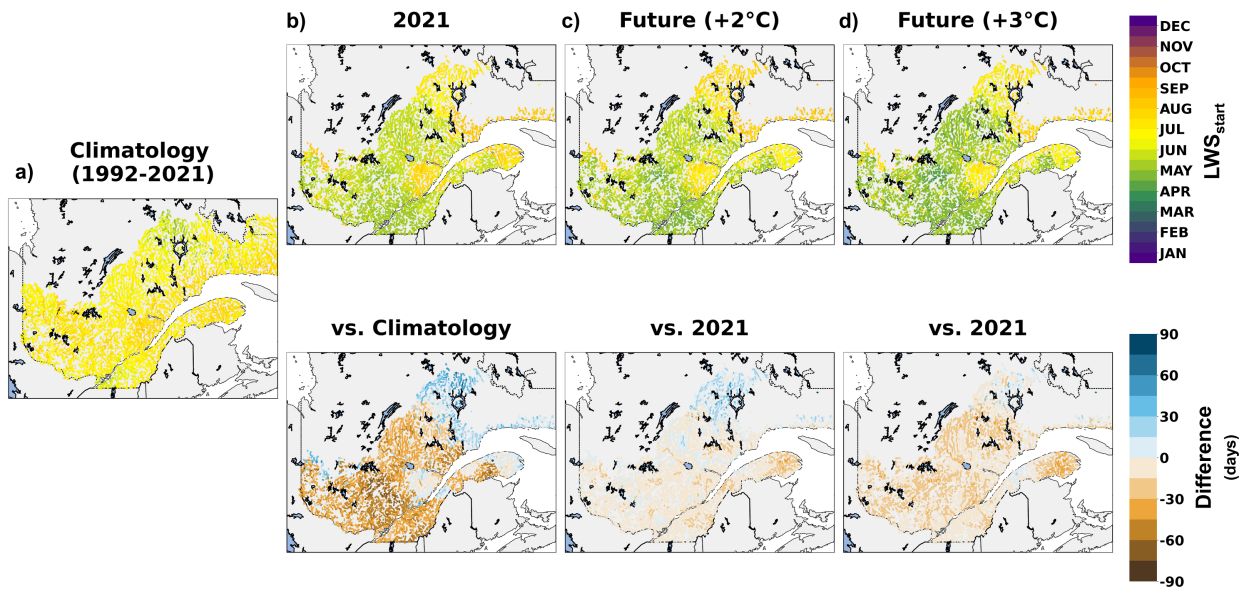 b)
2021
c)
Future (+2°C)
d)
Future (+3°C)
DEC
NOV
OCT
SEP
AUG
JUL
JUN
MAY
APR
MAR
FEB
JAN
LWS_start
a)
Climatology
(1992-2021)
vs. Climatology
vs. 2021
vs. 2021
90
60
30
0
-30
-60
-90
Difference
(days)